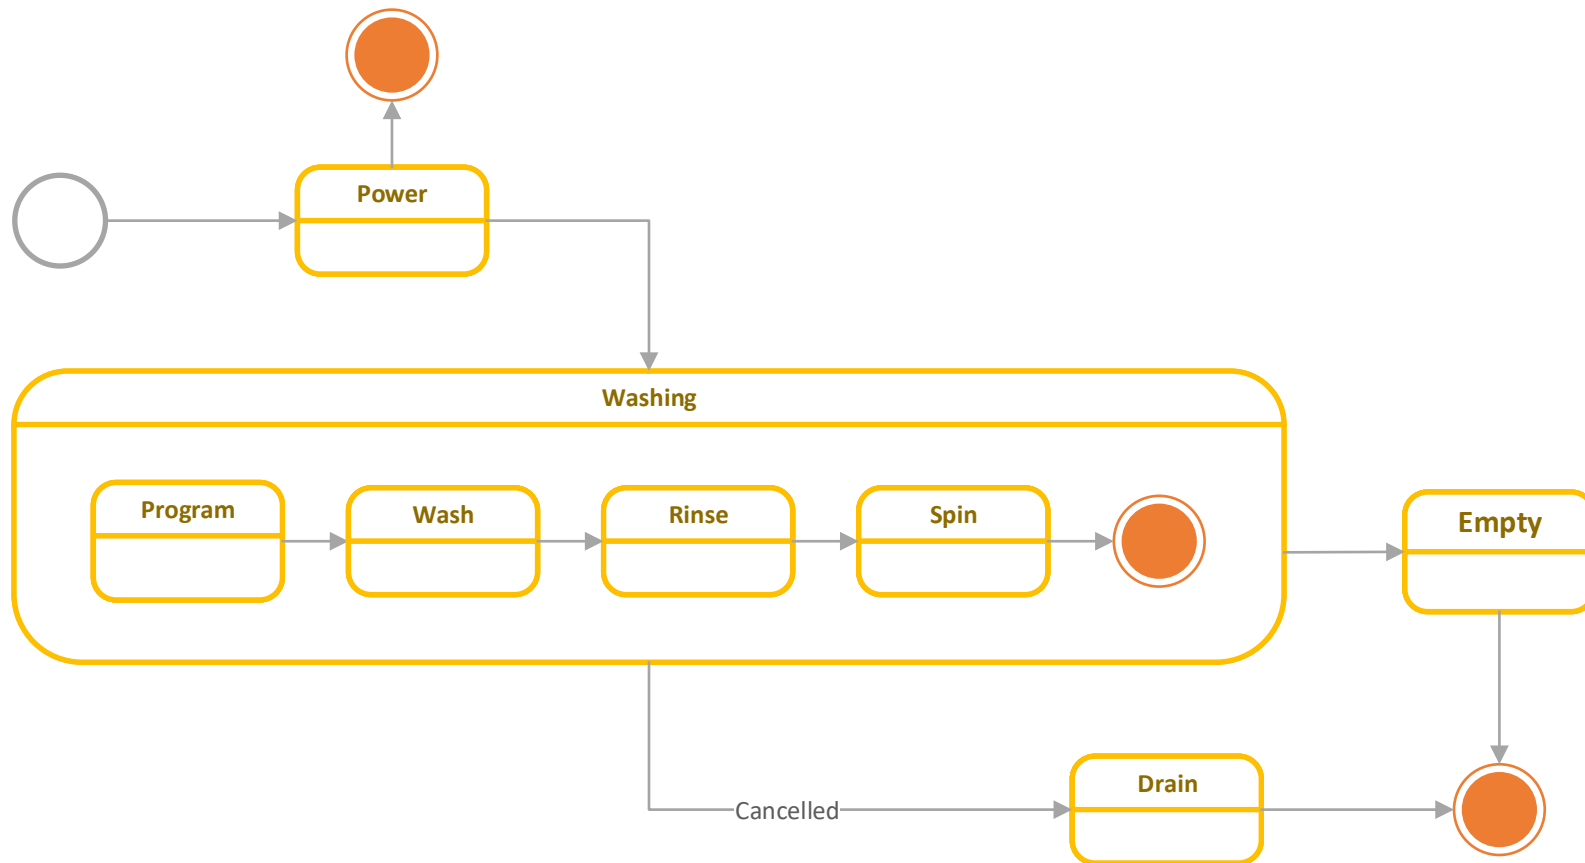 Power
Washing
Program
Wash
Rinse
Spin
Empty
Drain
Cancelled